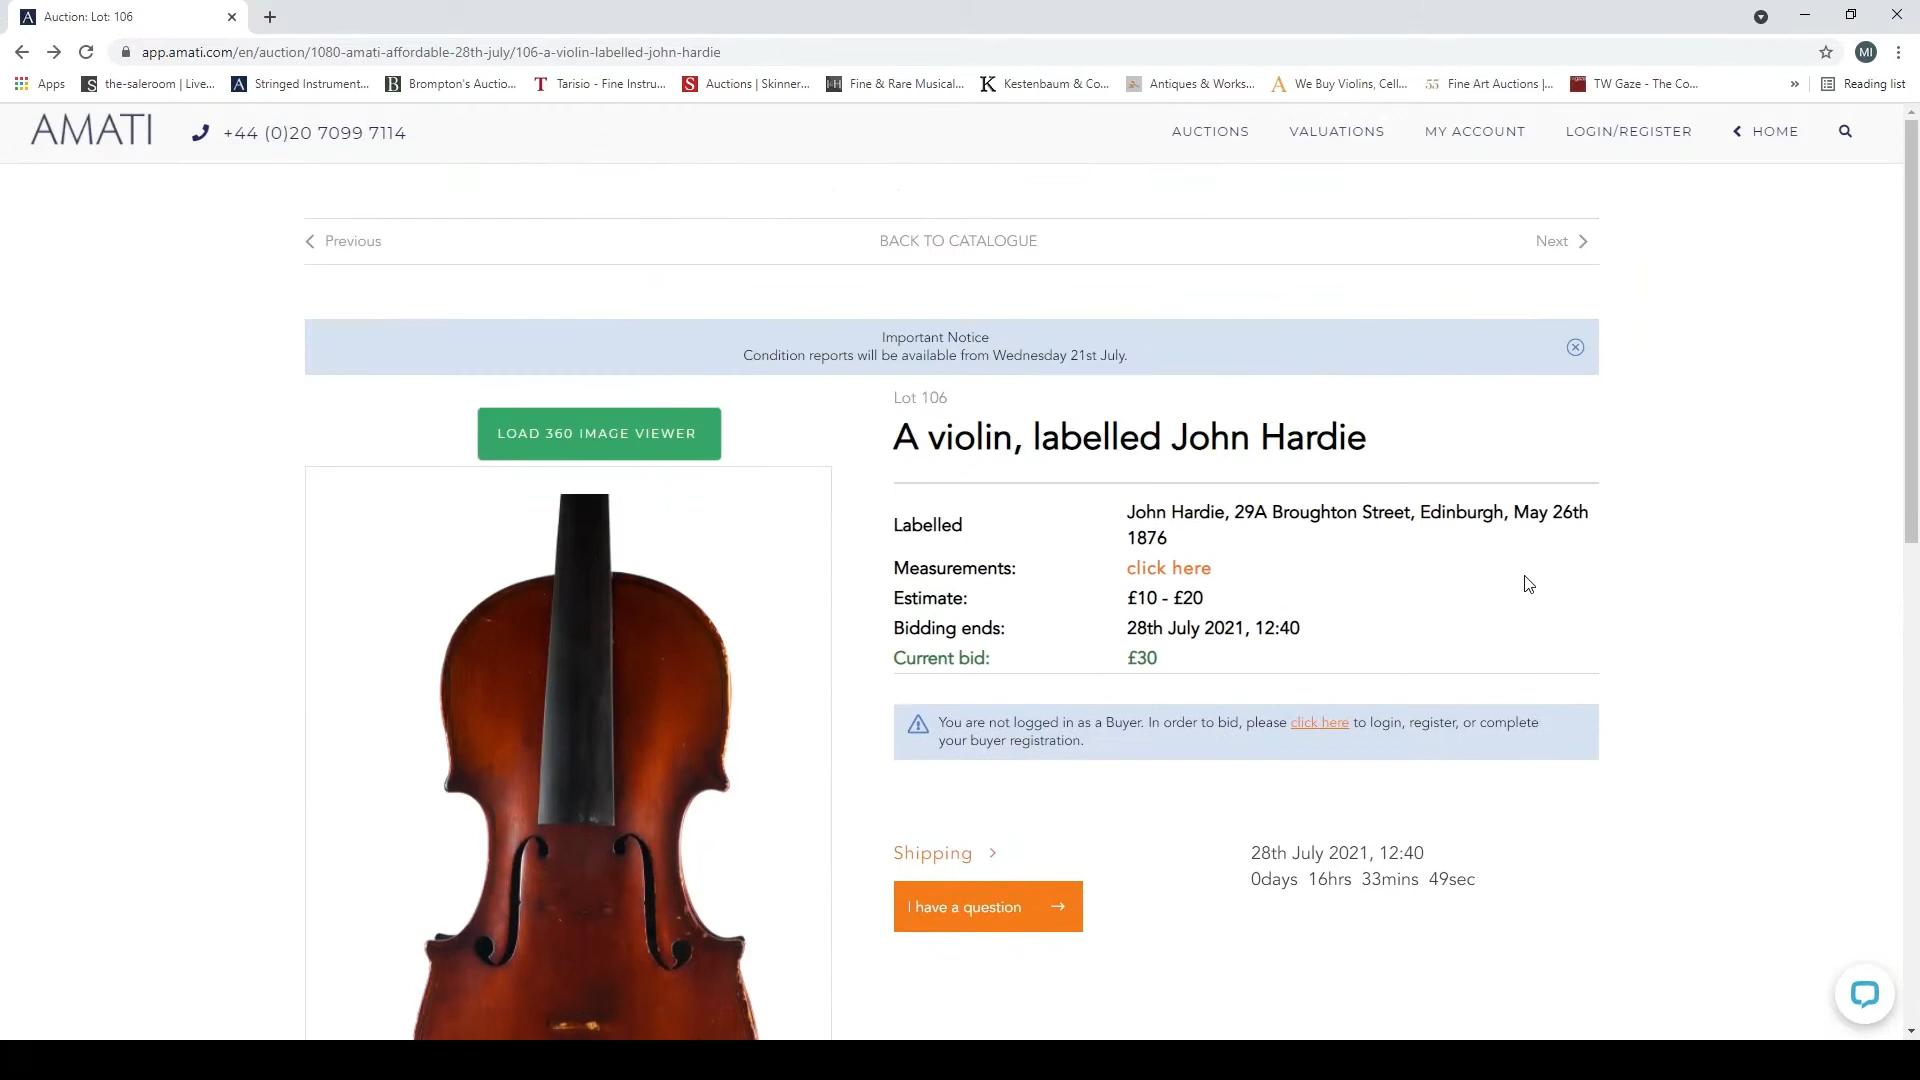 Auction: Lot: 106
app.amati.com/en/auction/1080-amati-affordable-28th-july/106-a-violin-labelled-john-hardie
MI
Apps
the-saleroom | Live...
Stringed Instrument...
Brompton's Auctio...
Tarisio - Fine Instru...
Auctions | Skinner...
Fine & Rare Musical...
Kestenbaum & Co...
Antiques & Works...
We Buy Violins, Cell...
Fine Art Auctions |...
TW Gaze - The Co...
»
Reading list
AMATI
+44 (0)20 7099 7114
AUCTIONS
VALUATIONS
MY ACCOUNT
LOGIN/REGISTER
HOME
Previous
BACK TO CATALOGUE
Next
Important Notice
Condition reports will be available from Wednesday 21st July.
LOAD 360 IMAGE VIEWER
Lot 106
A violin, labelled John Hardie
Labelled
John Hardie, 29A Broughton Street, Edinburgh, May 26th
1876
Measurements: click here
Estimate: £10 - £20
Bidding ends: 28th July 2021, 12:40
Current bid: £30
You are not logged in as a Buyer. In order to bid, please click here to login, register, or complete
your buyer registration.
Shipping
28th July 2021, 12:40
0days 16hrs 33mins 49sec
I have a question